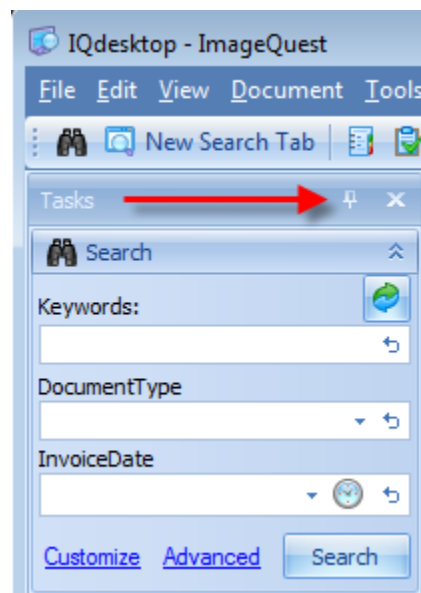 IQdesktop - ImageQuest
File Edit View Document Tools
New Search Tab
Tasks
Search
Keywords:
DocumentType
InvoiceDate
Customize Advanced Search